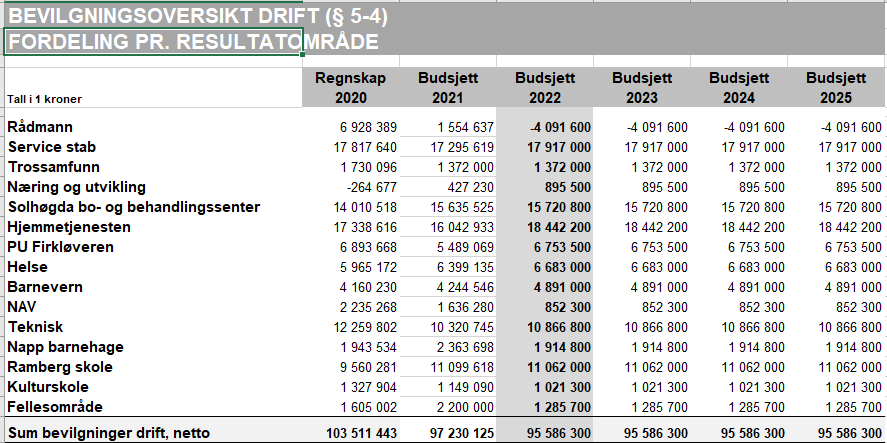 BEVILGNINGSOVERSIKT DRIFT (§ 5-4)
FORDELING PR. RESULTATOMRÅDE
Regnskap Budsjett Budsjett Budsjett Budsjett Budsjett
Tall i 1 kroner 2020 2021 2022 2023 2024 2025
Rådmann 6 928 389 1 554 637 -4 091 600 -4 091 600 -4 091 600 -4 091 600
Service stab 17 817 640 17 295 619 17 917 000 17 917 000 17 917 000 17 917 000
Trossamfunn 1 730 096 1 372 000 1 372 000 1 372 000 1 372 000 1 372 000
Næring og utvikling -264 677 427 230 895 500 895 500 895 500 895 500
Solhøgda bo- og behandlingssenter 14 010 518 15 635 525 15 720 800 15 720 800 15 720 800 15 720 800
Hjemmetjenesten 17 338 616 16 042 933 18 442 200 18 442 200 18 442 200 18 442 200
PU Firkløveren 6 893 668 5 489 069 6 753 500 6 753 500 6 753 500 6 753 500
Helse 5 965 172 6 399 135 6 683 000 6 683 000 6 683 000 6 683 000
Barnevern 4 160 230 4 244 546 4 891 000 4 891 000 4 891 000 4 891 000
NAV 2 235 268 1 636 280 852 300 852 300 852 300 852 300
Teknisk 12 259 802 10 320 745 10 866 800 10 866 800 10 866 800 10 866 800
Napp barnehage 1 943 534 2 363 698 1 914 800 1 914 800 1 914 800 1 914 800
Ramberg skole 9 560 281 11 099 618 11 062 000 11 062 000 11 062 000 11 062 000
Kulturskole 1 327 904 1 149 090 1 021 300 1 021 300 1 021 300 1 021 300
Fellesområde 1 605 002 2 200 000 1 285 700 1 285 700 1 285 700 1 285 700
Sum bevilgninger drift, netto 103 511 443 97 230 125 95 586 300 95 586 300 95 586 300 95 586 300